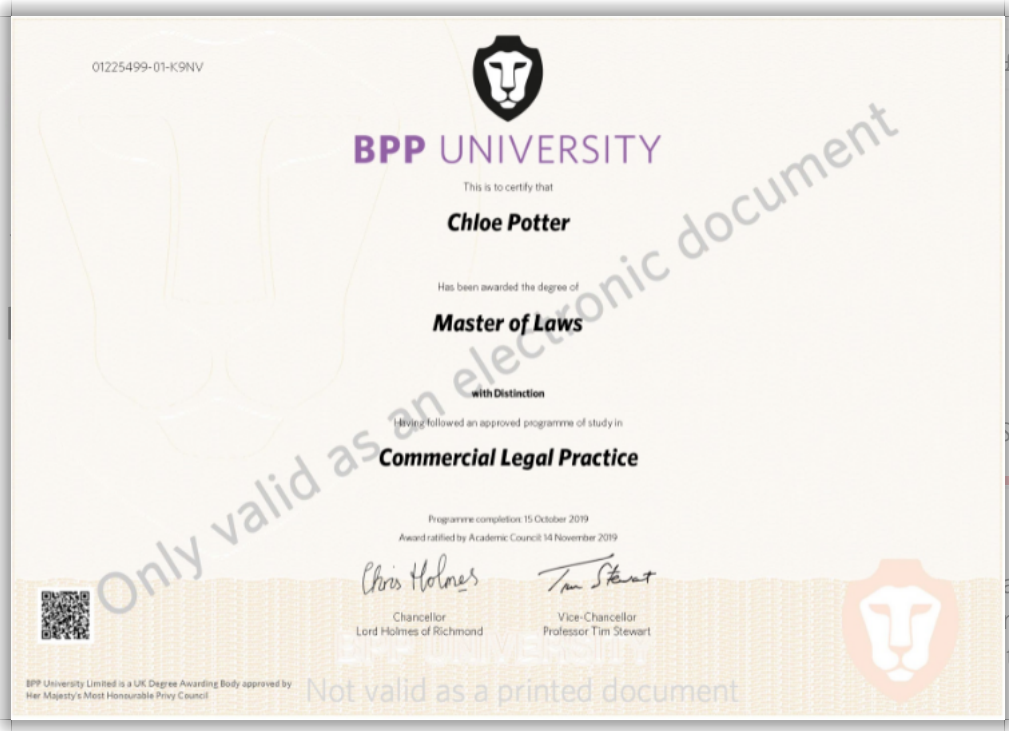 01225499-01-K9NV
BPP UNIVERSITY
This is to certify that
Chloe Potter
Has been awarded the degree of
Master of Laws
with Distinction
Having followed an approved programme of study in
Commercial Legal Practice
Programme completion: 15 October 2019
Award ratified by Academic Council: 14 November 2019
Chris Holmes
Tim Stewart
Chancellor
Lord Holmes of Richmond
Vice-Chancellor
Professor Tim Stewart
BPP UNIVERSITY
BPP University Limited is a UK Degree Awarding Body approved by
Her Majesty's Most Honourable Privy Council
Not valid as a printed document
Only valid as an electronic document